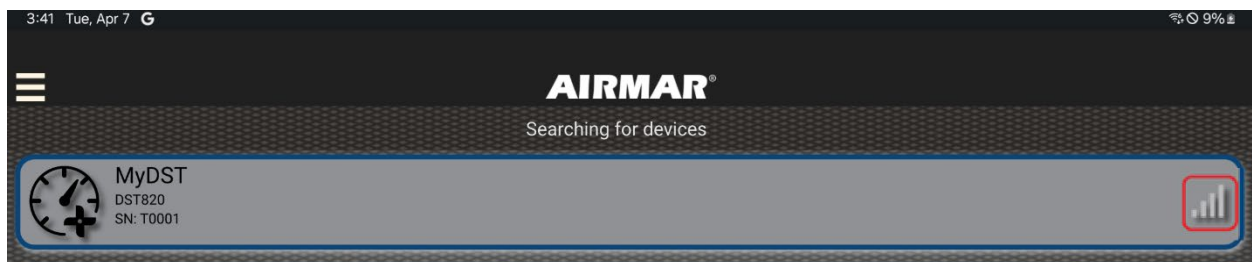 3:41 Tue, Apr 7 G 9%
AIRMAR®
Searching for devices
MyDST
DST820
SN: T0001